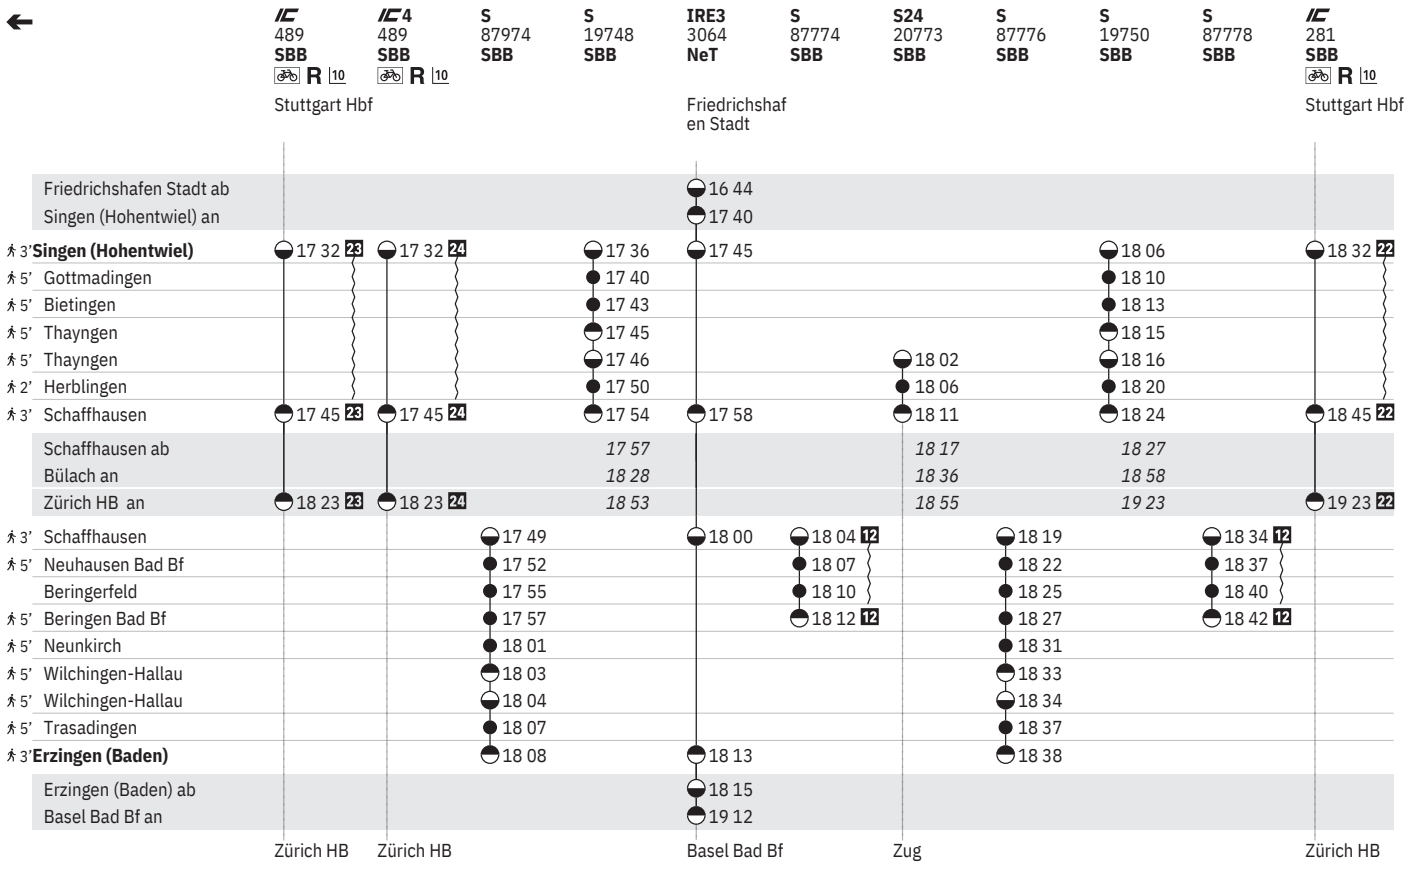 IC IC4 S S IRE3 S S24 S S S IC
489 489 87974 19748 3064 87774 20773 87776 19750 87778 281
SBB SBB SBB SBB NeT SBB SBB SBB SBB SBB SBB
R 10 R 10 R 10
Stuttgart Hbf Friedrichshaf Stuttgart Hbf
en Stadt
Friedrichshafen Stadt ab 16 44
Singen (Hohentwiel) an 17 40
3’ Singen (Hohentwiel) 17 32 23 17 32 24 17 36 17 45 18 06 18 32 22
5’ Gottmadingen 17 40 18 10
5’ Bietingen 17 43 18 13
5’ Thayngen 17 45 18 15
5’ Thayngen 17 46 18 02 18 16
2’ Herblingen 17 50 18 06 18 20
3’ Schaffhausen 17 45 23 17 45 24 17 54 17 58 18 11 18 24 18 45 22
Schaffhausen ab 17 57 18 17 18 27
Bülach an 18 28 18 36 18 58
Zürich HB an 18 23 23 18 23 24 18 53 18 55 19 23 19 23 22
3’ Schaffhausen 17 49 18 00 18 04 12 18 19 18 34 12
5’ Neuhausen Bad Bf 17 52 18 07 18 22 18 37
Beringerfeld 17 55 18 10 18 25 18 40
5’ Beringen Bad Bf 17 57 18 12 12 18 27 18 42 12
5’ Neunkirch 18 01 18 31
5’ Wilchingen-Hallau 18 03 18 33
5’ Wilchingen-Hallau 18 04 18 34
5’ Trasadingen 18 07 18 37
3’ Erzingen (Baden) 18 08 18 13 18 38
Erzingen (Baden) ab 18 15
Basel Bad Bf an 19 12
Zürich HB Zürich HB Basel Bad Bf Zug Zürich HB